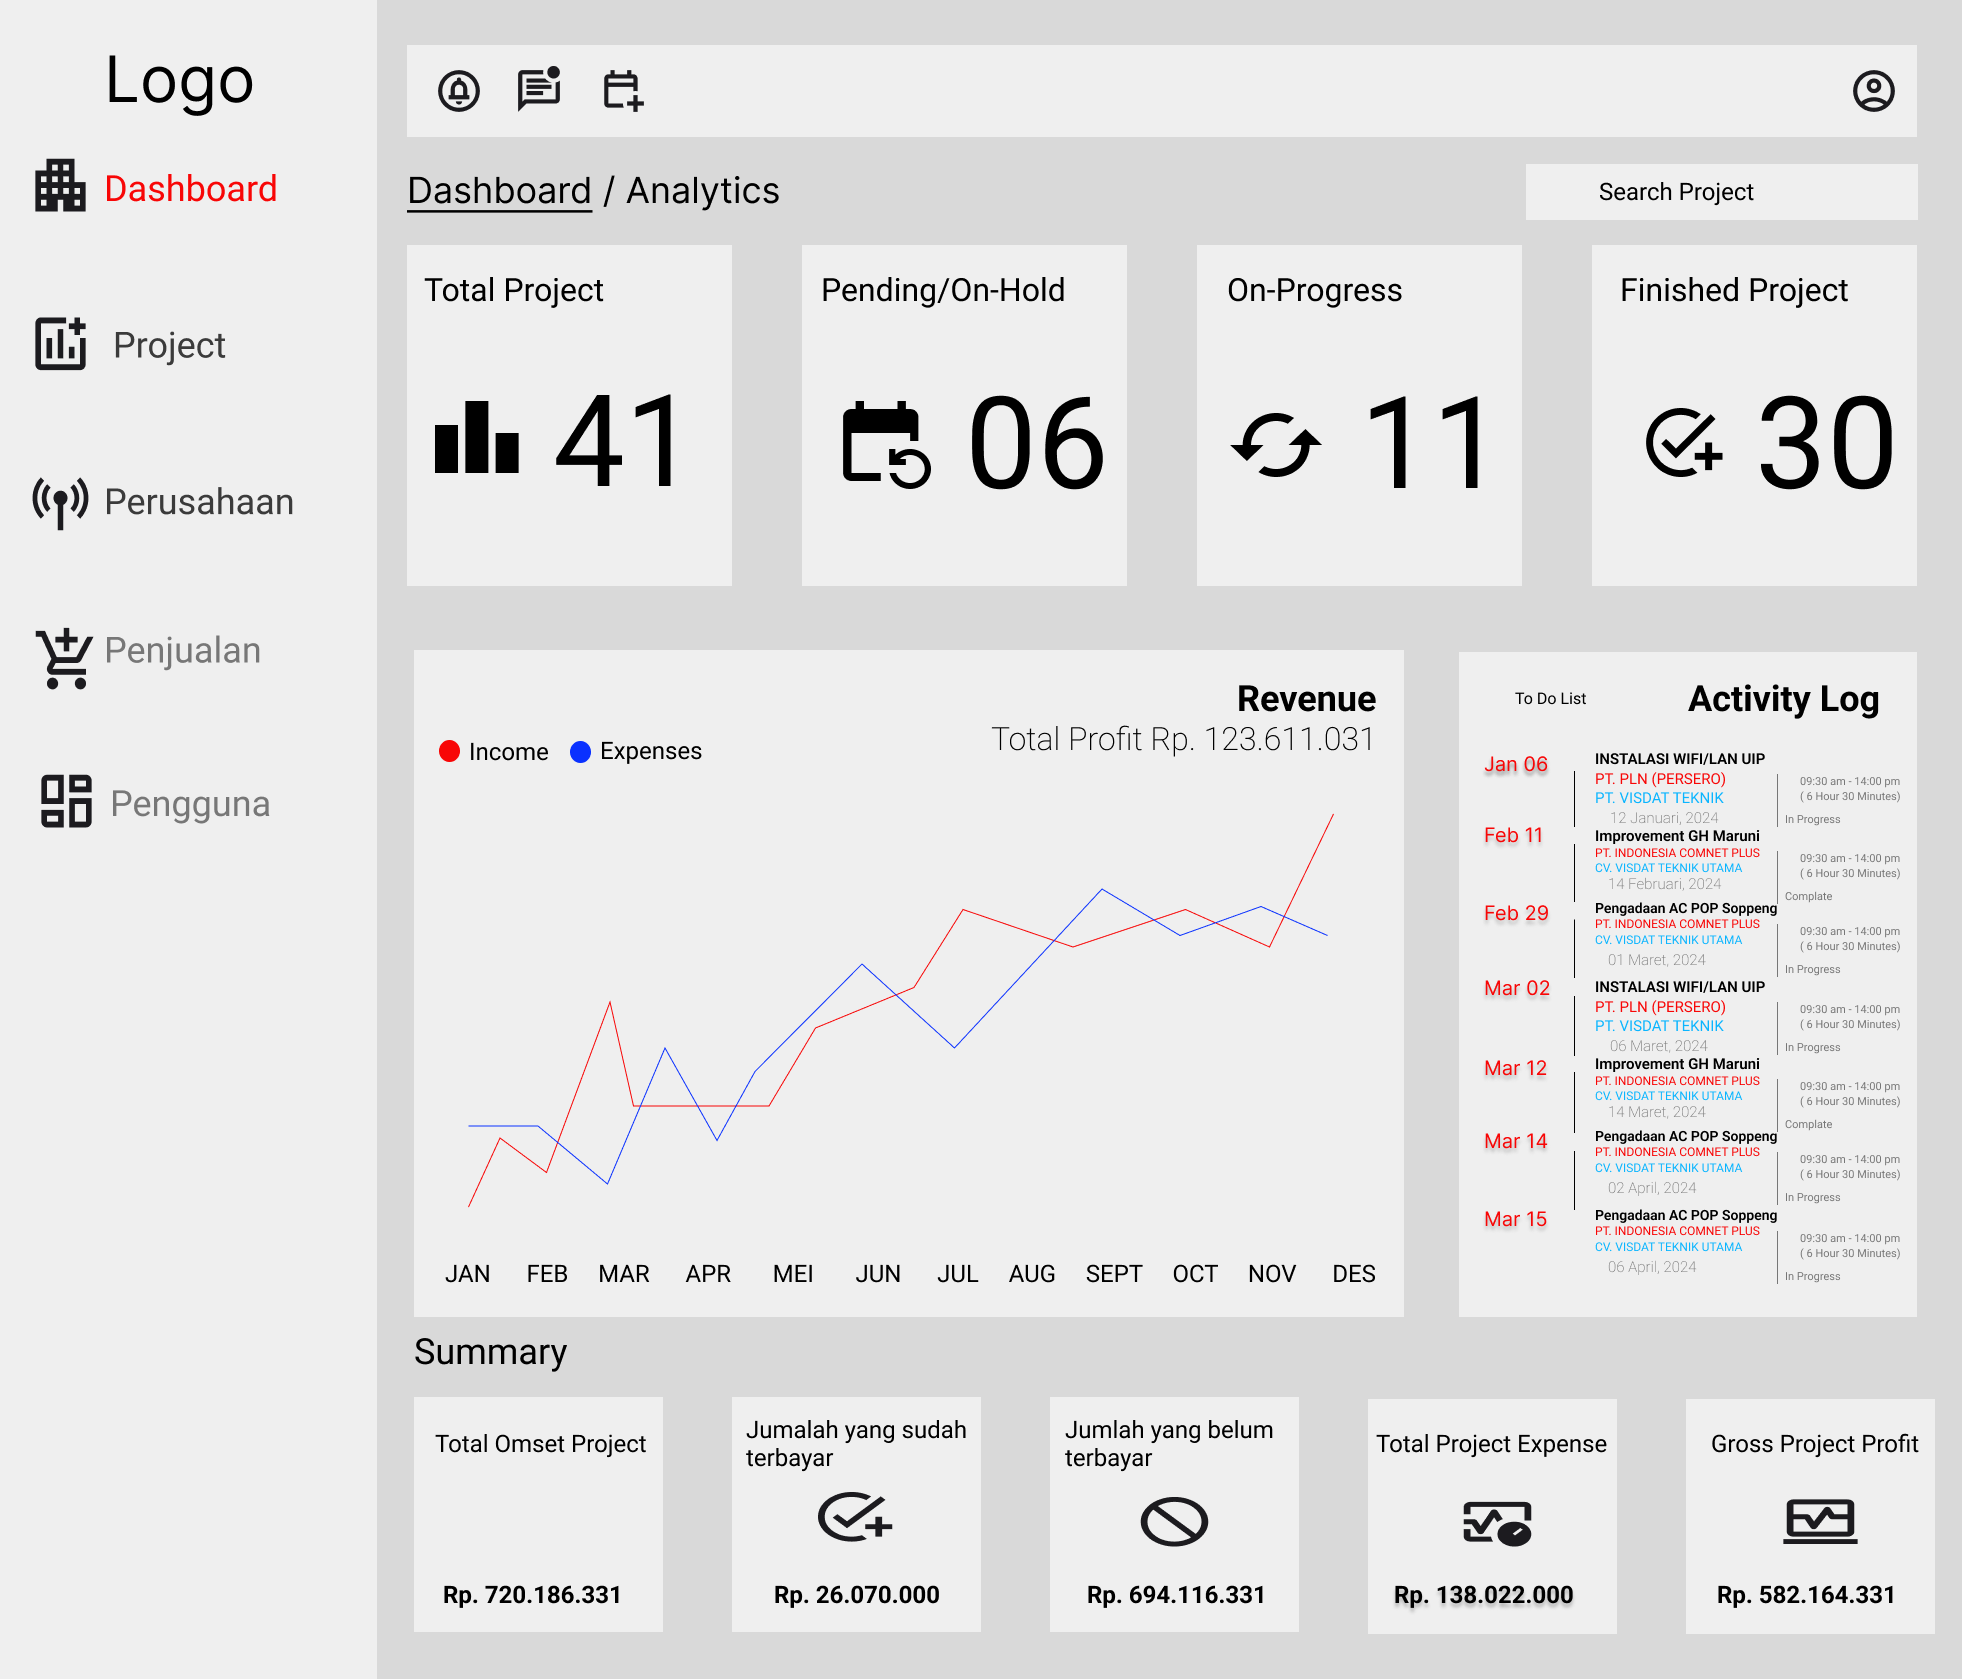 Logo
Dashboard
Project
Perusahaan
Penjualan
Pengguna
Dashboard / Analytics
Search Project
Total Project
41
Pending/On-Hold
06
On-Progress
11
Finished Project
30
Revenue
Total Profit Rp. 123.611.031
Income
Expenses
JAN FEB MAR APR MEI JUN JUL AUG SEPT OCT NOV DES
To Do List
Activity Log
Jan 06
INSTALASI WIFI/LAN UIP
PT. PLN (PERSERO)
PT. VISDAT TEKNIK
12 Januari, 2024
09:30 am - 14:00 pm
( 6 Hour 30 Minutes)
In Progress
Feb 11
Improvement GH Maruni
PT. INDONESIA COMNET PLUS
CV. VISDAT TEKNIK UTAMA
14 Februari, 2024
09:30 am - 14:00 pm
( 6 Hour 30 Minutes)
Complate
Feb 29
Pengadaan AC POP Soppeng
PT. INDONESIA COMNET PLUS
CV. VISDAT TEKNIK UTAMA
01 Maret, 2024
09:30 am - 14:00 pm
( 6 Hour 30 Minutes)
In Progress
Mar 02
INSTALASI WIFI/LAN UIP
PT. PLN (PERSERO)
PT. VISDAT TEKNIK
06 Maret, 2024
09:30 am - 14:00 pm
( 6 Hour 30 Minutes)
In Progress
Mar 12
Improvement GH Maruni
PT. INDONESIA COMNET PLUS
CV. VISDAT TEKNIK UTAMA
14 Maret, 2024
09:30 am - 14:00 pm
( 6 Hour 30 Minutes)
Complate
Mar 14
Pengadaan AC POP Soppeng
PT. INDONESIA COMNET PLUS
CV. VISDAT TEKNIK UTAMA
02 April, 2024
09:30 am - 14:00 pm
( 6 Hour 30 Minutes)
In Progress
Mar 15
Pengadaan AC POP Soppeng
PT. INDONESIA COMNET PLUS
CV. VISDAT TEKNIK UTAMA
06 April, 2024
09:30 am - 14:00 pm
( 6 Hour 30 Minutes)
In Progress
Summary
Total Omset Project
Rp. 720.186.331
Jumalah yang sudah
terbayar
Rp. 26.070.000
Jumlah yang belum
terbayar
Rp. 694.116.331
Total Project Expense
Rp. 138.022.000
Gross Project Profit
Rp. 582.164.331